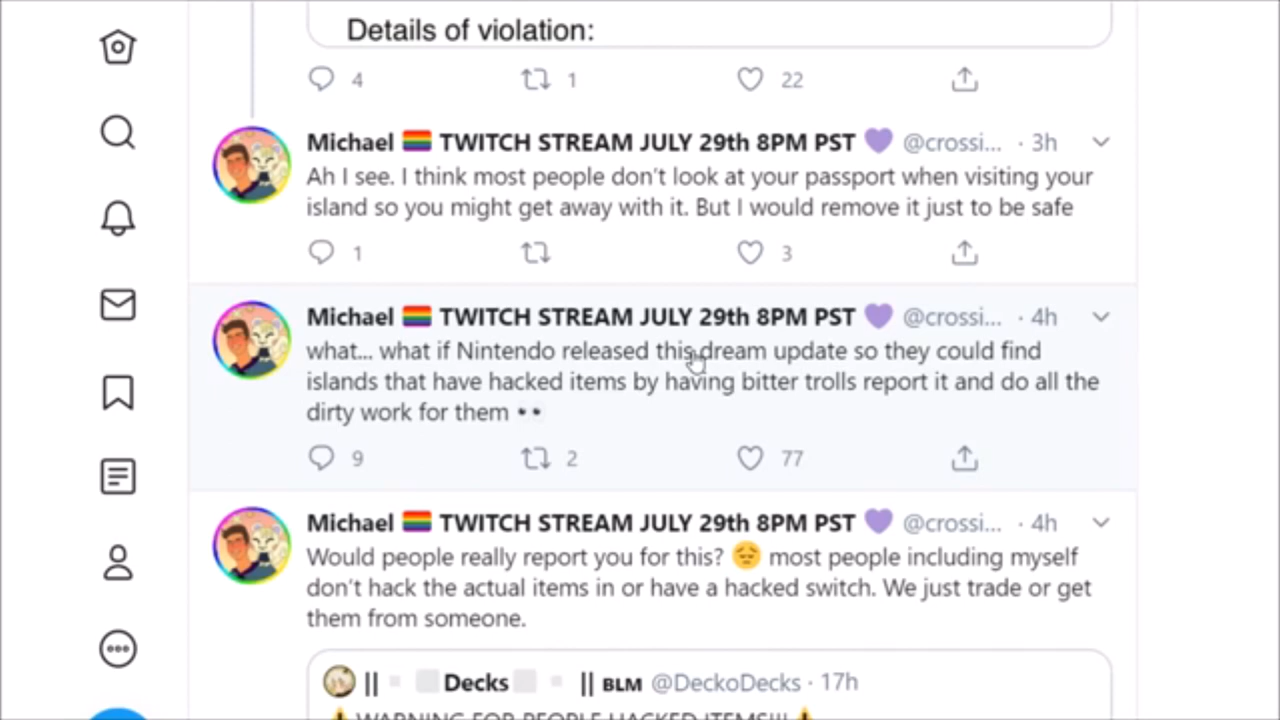 Details of violation:
4 1 22
Michael 🏳️‍🌈 TWITCH STREAM JULY 29th 8PM PST 💜 @crossi... · 3h
Ah I see. I think most people don't look at your passport when visiting your
island so you might get away with it. But I would remove it just to be safe
1 3
Michael 🏳️‍🌈 TWITCH STREAM JULY 29th 8PM PST 💜 @crossi... · 4h
what... what if Nintendo released this dream update so they could find
islands that have hacked items by having bitter trolls report it and do all the
dirty work for them 👀
9 2 77
Michael 🏳️‍🌈 TWITCH STREAM JULY 29th 8PM PST 💜 @crossi... · 4h
Would people really report you for this? 😔 most people including myself
don't hack the actual items in or have a hacked switch. We just trade or get
them from someone.
|| Decks || BLM @DeckoDecks · 17h
⚠️ WARNING FOR PEOPLE HACKED ITEMS!!! ⚠️